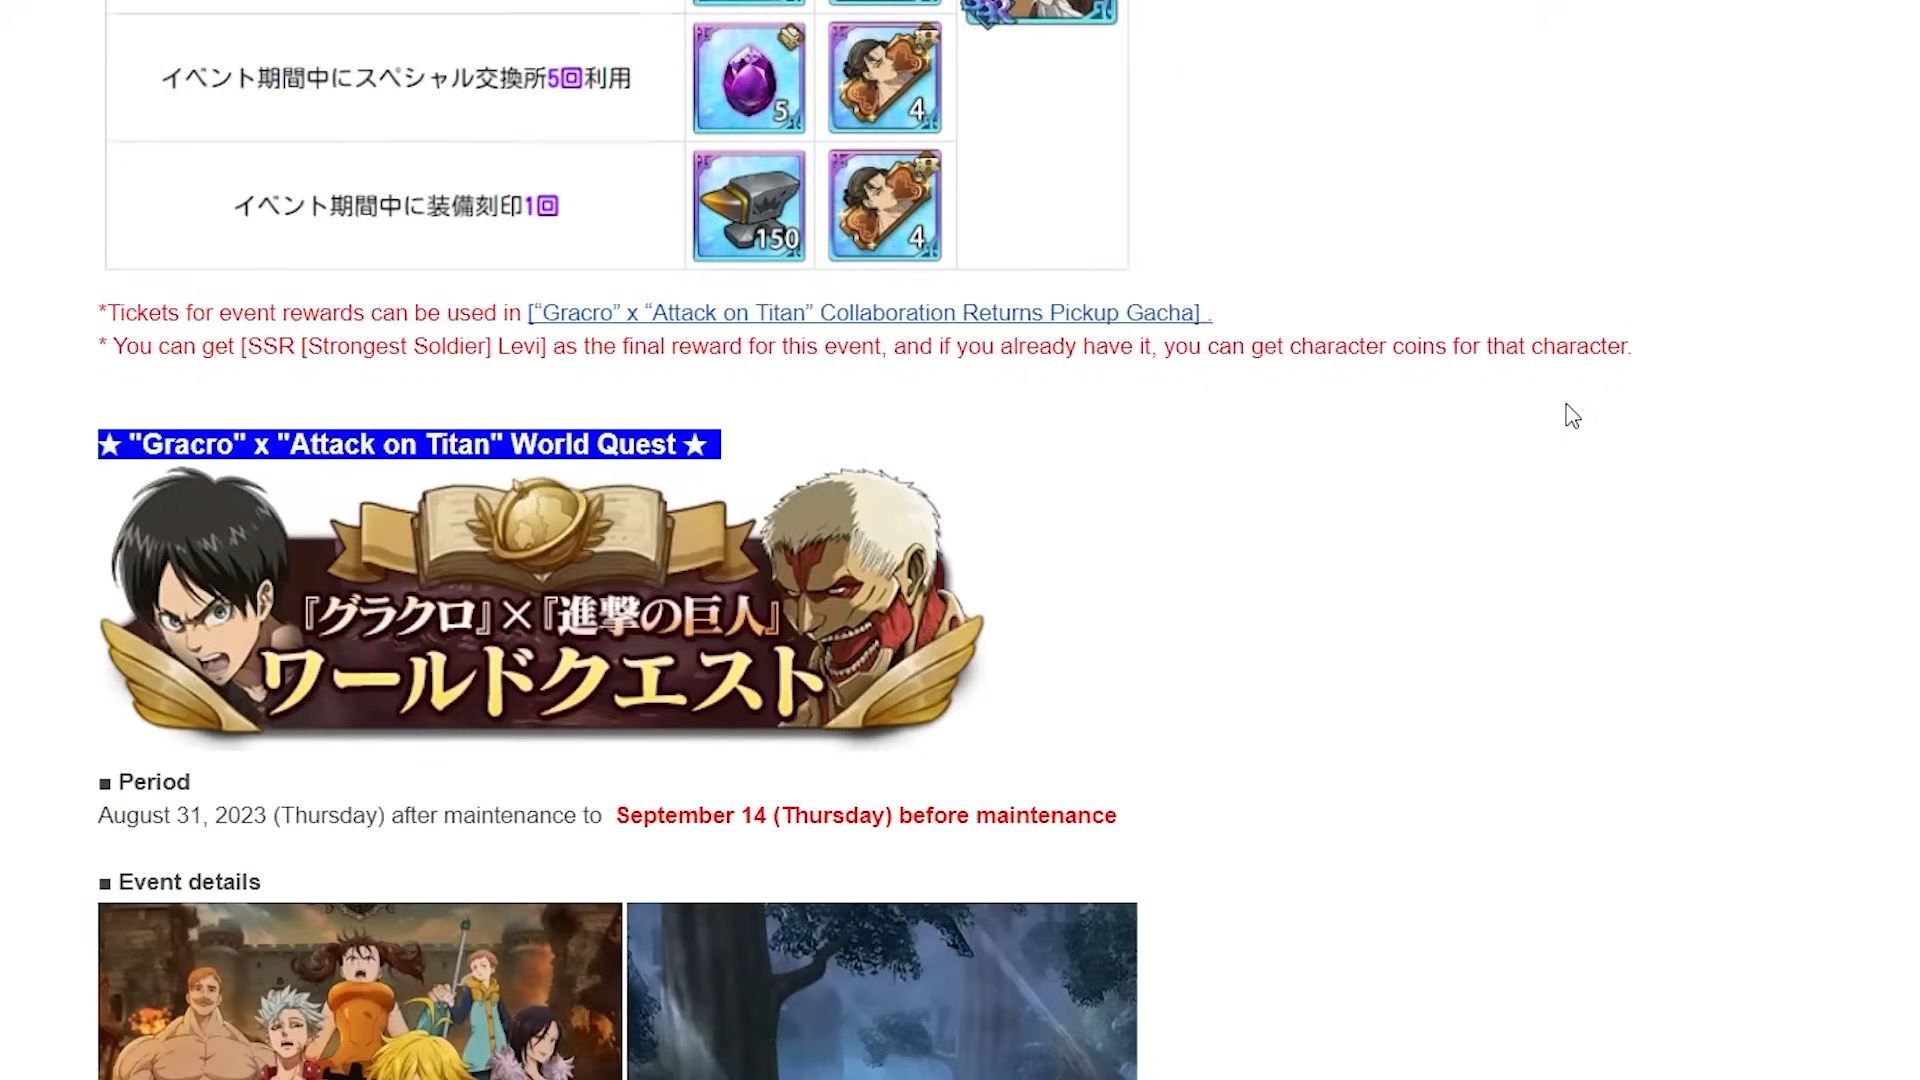 イベント期間中にスペシャル交換所5回利用
5
4
イベント期間中に装備刻印1回
150
4
*Tickets for event rewards can be used in [“Gracro” x “Attack on Titan” Collaboration Returns Pickup Gacha] .
* You can get [SSR [Strongest Soldier] Levi] as the final reward for this event, and if you already have it, you can get character coins for that character.
★ "Gracro" x "Attack on Titan" World Quest ★
『グラクロ』×『進撃の巨人』
ワールドクエスト
■ Period
August 31, 2023 (Thursday) after maintenance to September 14 (Thursday) before maintenance
■ Event details